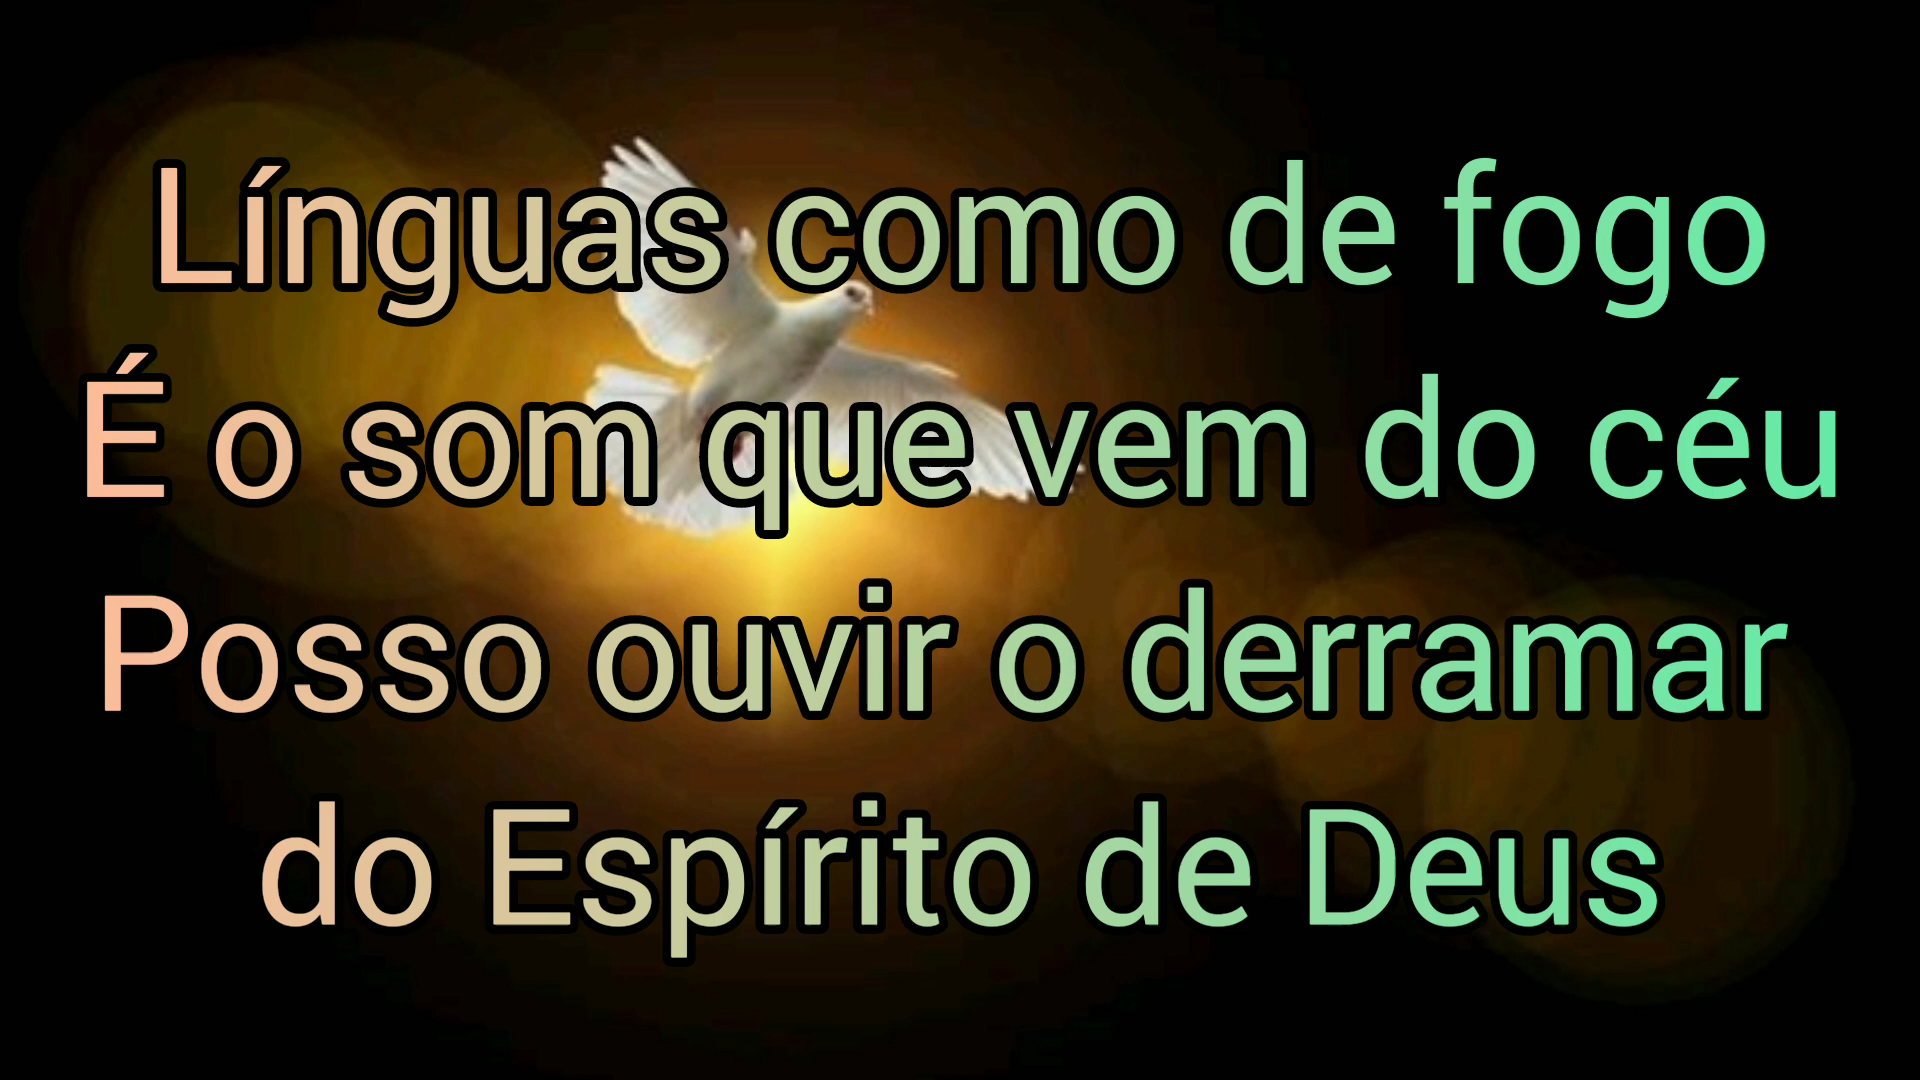 Línguas como de fogo
É o som que vem do céu
Posso ouvir o derramar
do Espírito de Deus